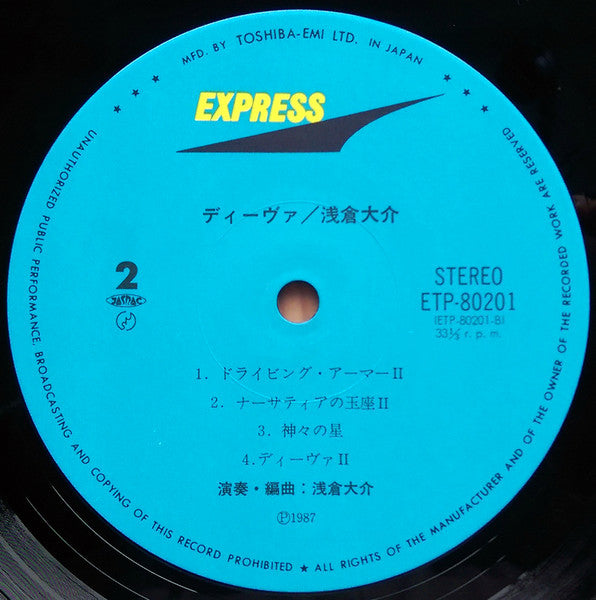 MFD. BY TOSHIBA-EMI LTD. IN JAPAN
EXPRESS
ディーヴァ／浅倉大介
2
STEREO
ETP-80201
(ETP-80201-B)
33⅓ r. p. m.
1. ドライビング・アーマーII
2. ナーサティアの玉座II
3. 神々の星
4.ディーヴァII
演奏・編曲：浅倉大介
Ⓟ1987
UNAUTHORIZED PUBLIC PERFORMANCE, BROADCASTING AND COPYING OF THIS RECORD PROHIBITED ★ ALL RIGHTS OF THE MANUFACTURER AND OF THE OWNER OF THE RECORDED WORK ARE RESERVED